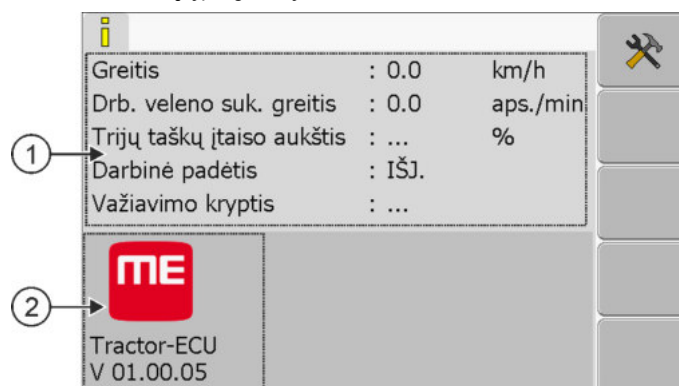 Greitis : 0.0 km/h
Drb. veleno suk. greitis : 0.0 aps./min
Trijų taškų įtaiso aukštis : ... %
Darbinė padėtis : IŠJ.
Važiavimo kryptis : ...
1
ME
2
Tractor-ECU
V 01.00.05